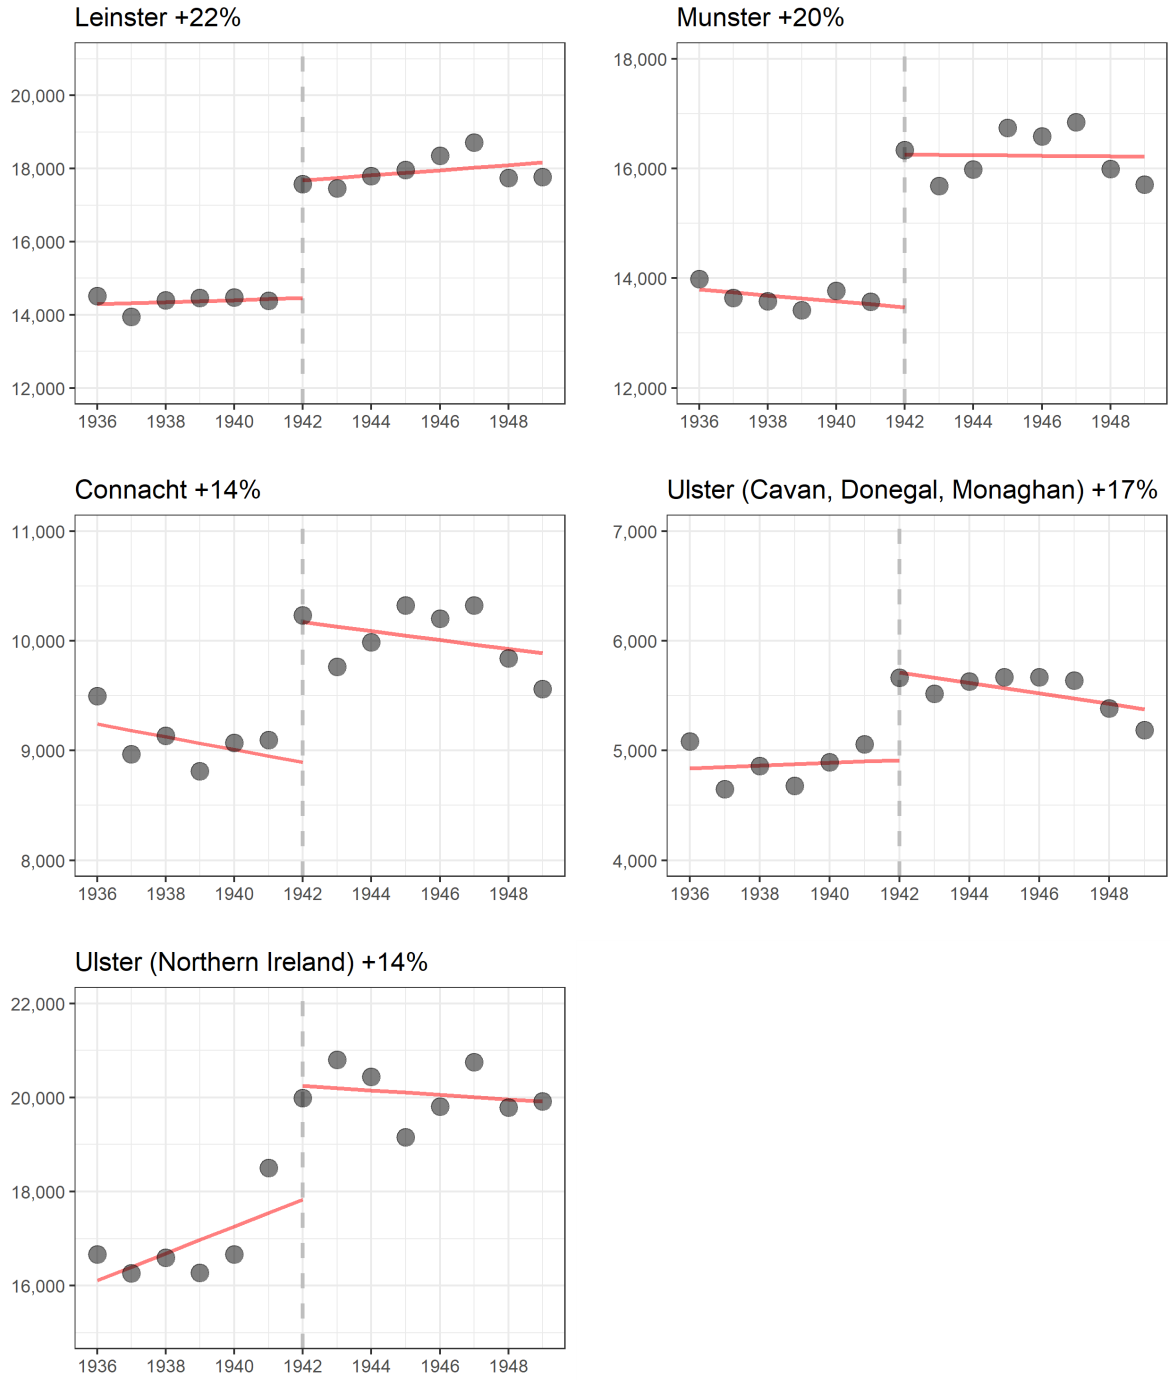 Leinster +22%
20,000
18,000
16,000
14,000
12,000
1936 1938 1940 1942 1944 1946 1948
Munster +20%
18,000
16,000
14,000
12,000
1936 1938 1940 1942 1944 1946 1948
Connacht +14%
11,000
10,000
9,000
8,000
1936 1938 1940 1942 1944 1946 1948
Ulster (Cavan, Donegal, Monaghan) +17%
7,000
6,000
5,000
4,000
1936 1938 1940 1942 1944 1946 1948
Ulster (Northern Ireland) +14%
22,000
20,000
18,000
16,000
1936 1938 1940 1942 1944 1946 1948